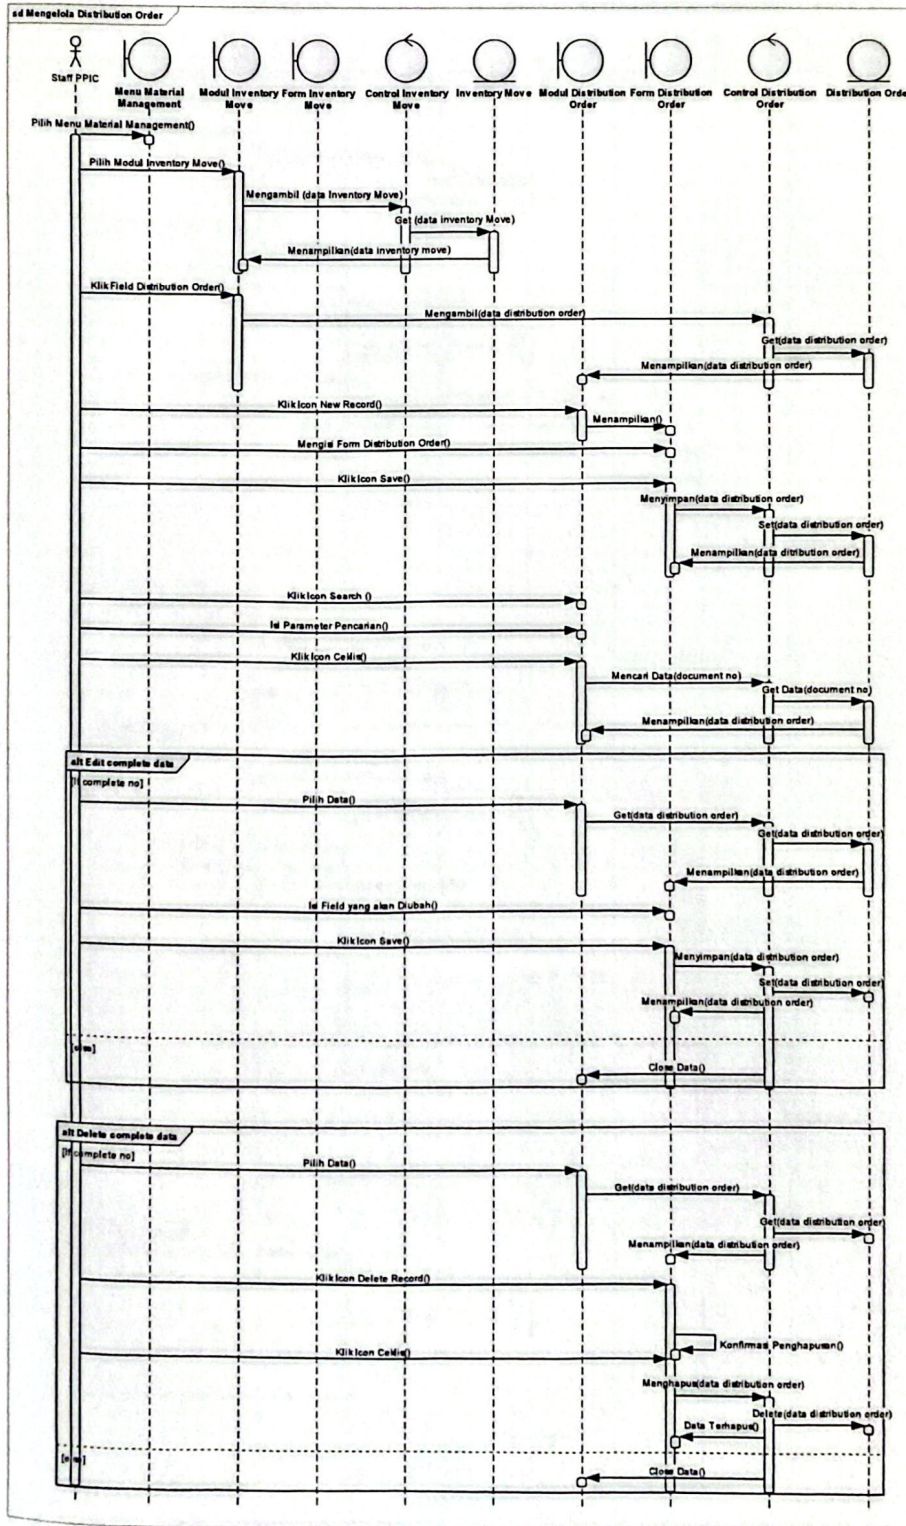 sd Mengelola Distribution Order
Staff PPIC
Menu Material
Management
Modul Inventory
Move
Form Inventory
Move
Control Inventory
Move
Inventory Move
Modul Distribution
Order
Form Distribution
Order
Control Distribution
Order
Distribution Order
Pilih Menu Material Management()
Pilih Modul Inventory Move()
Mengambil (data Inventory Move)
Get (data inventory Move)
Menampilkan(data inventory move)
Klik Field Distribution Order()
Mengambil(data distribution order)
Get(data distribution order)
Menampilkan(data distribution order)
Klik Icon New Record()
Menampilkan()
Mengisi Form Distribution Order()
Klik Icon Save()
Menyimpan(data distribution order)
Set(data distribution order)
Menampilkan(data ditribution order)
Klik Icon Search ()
Isi Parameter Pencarian()
Klik Icon Ceklis()
Mencari Data(document no)
Get Data(document no)
Menampilkan(data distribution order)
alt Edit complete data
[If complete no]
Pilih Data()
Get(data distribution order)
Get(data distribution order)
Menampilkan(data distribution order)
Isi Field yang akan Diubah()
Klik Icon Save()
Menyimpan(data distribution order)
Set(data distribution order)
Menampilkan(data distribution order)
[else]
Close Data()
alt Delete complete data
[If complete no]
Pilih Data()
Get(data distribution order)
Get(data distribution order)
Menampilkan(data distribution order)
Klik Icon Delete Record()
Konfirmasi Penghapusan()
Klik Icon Ceklis()
Menghapus(data distribution order)
Delete(data distribution order)
Data Terhapus()
[else]
Close Data()